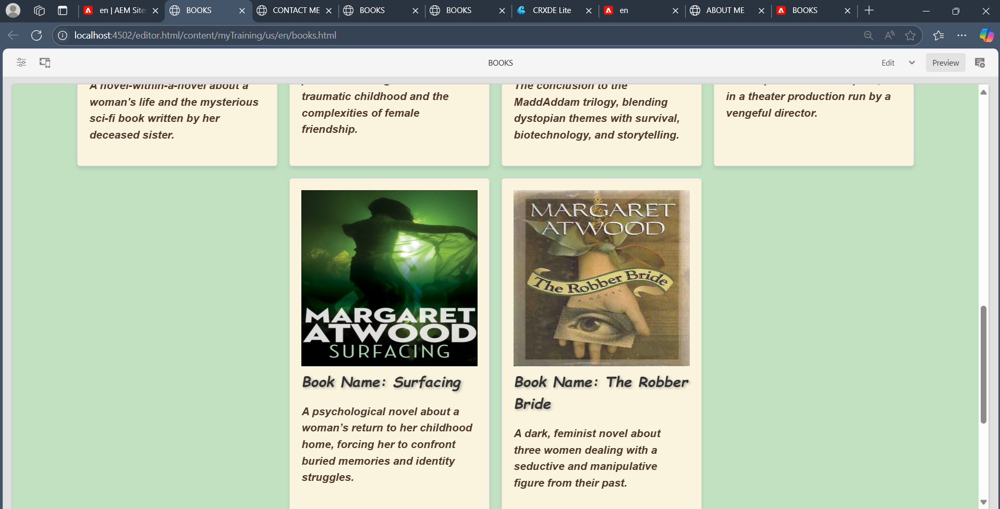 en | AEM Site
BOOKS
CONTACT ME
BOOKS
BOOKS
CRXDE Lite
en
ABOUT ME
BOOKS
localhost:4502/editor.html/content/myTraining/us/en/books.html
BOOKS
Edit
Preview
A novel-within-a-novel about a
woman's life and the mysterious
sci-fi book written by her
deceased sister.
traumatic childhood and the
complexities of female
friendship.
The conclusion to the
MaddAddam trilogy, blending
dystopian themes with survival,
biotechnology, and storytelling.
in a theater production run by a
vengeful director.
MARGARET
ATWOOD
SURFACING
Book Name: Surfacing
A psychological novel about a
woman’s return to her childhood
home, forcing her to confront
buried memories and identity
struggles.
MARGARET
ATWOOD
The Robber Bride
A NOVEL
Book Name: The Robber
Bride
A dark, feminist novel about
three women dealing with a
seductive and manipulative
figure from their past.